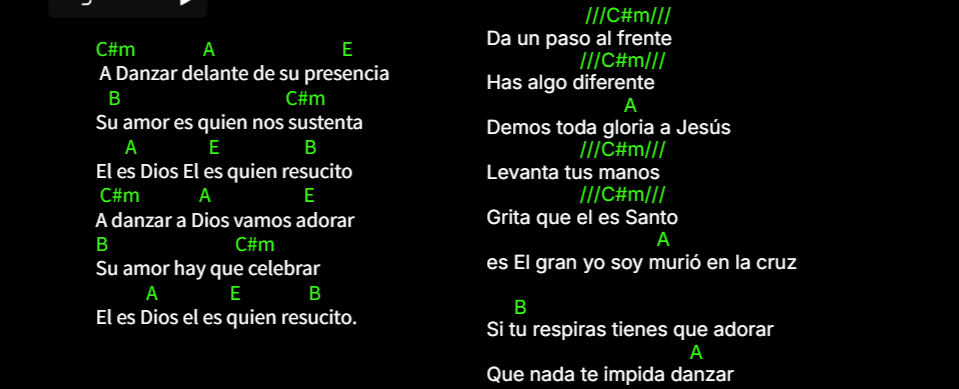 C#m A E
A Danzar delante de su presencia
B C#m
Su amor es quien nos sustenta
A E B
El es Dios El es quien resucito
C#m A E
A danzar a Dios vamos adorar
B C#m
Su amor hay que celebrar
A E B
El es Dios el es quien resucito.
///C#m///
Da un paso al frente
///C#m///
Has algo diferente
A
Demos toda gloria a Jesús
///C#m///
Levanta tus manos
///C#m///
Grita que el es Santo
A
es El gran yo soy murió en la cruz
B
Si tu respiras tienes que adorar
A
Que nada te impida danzar